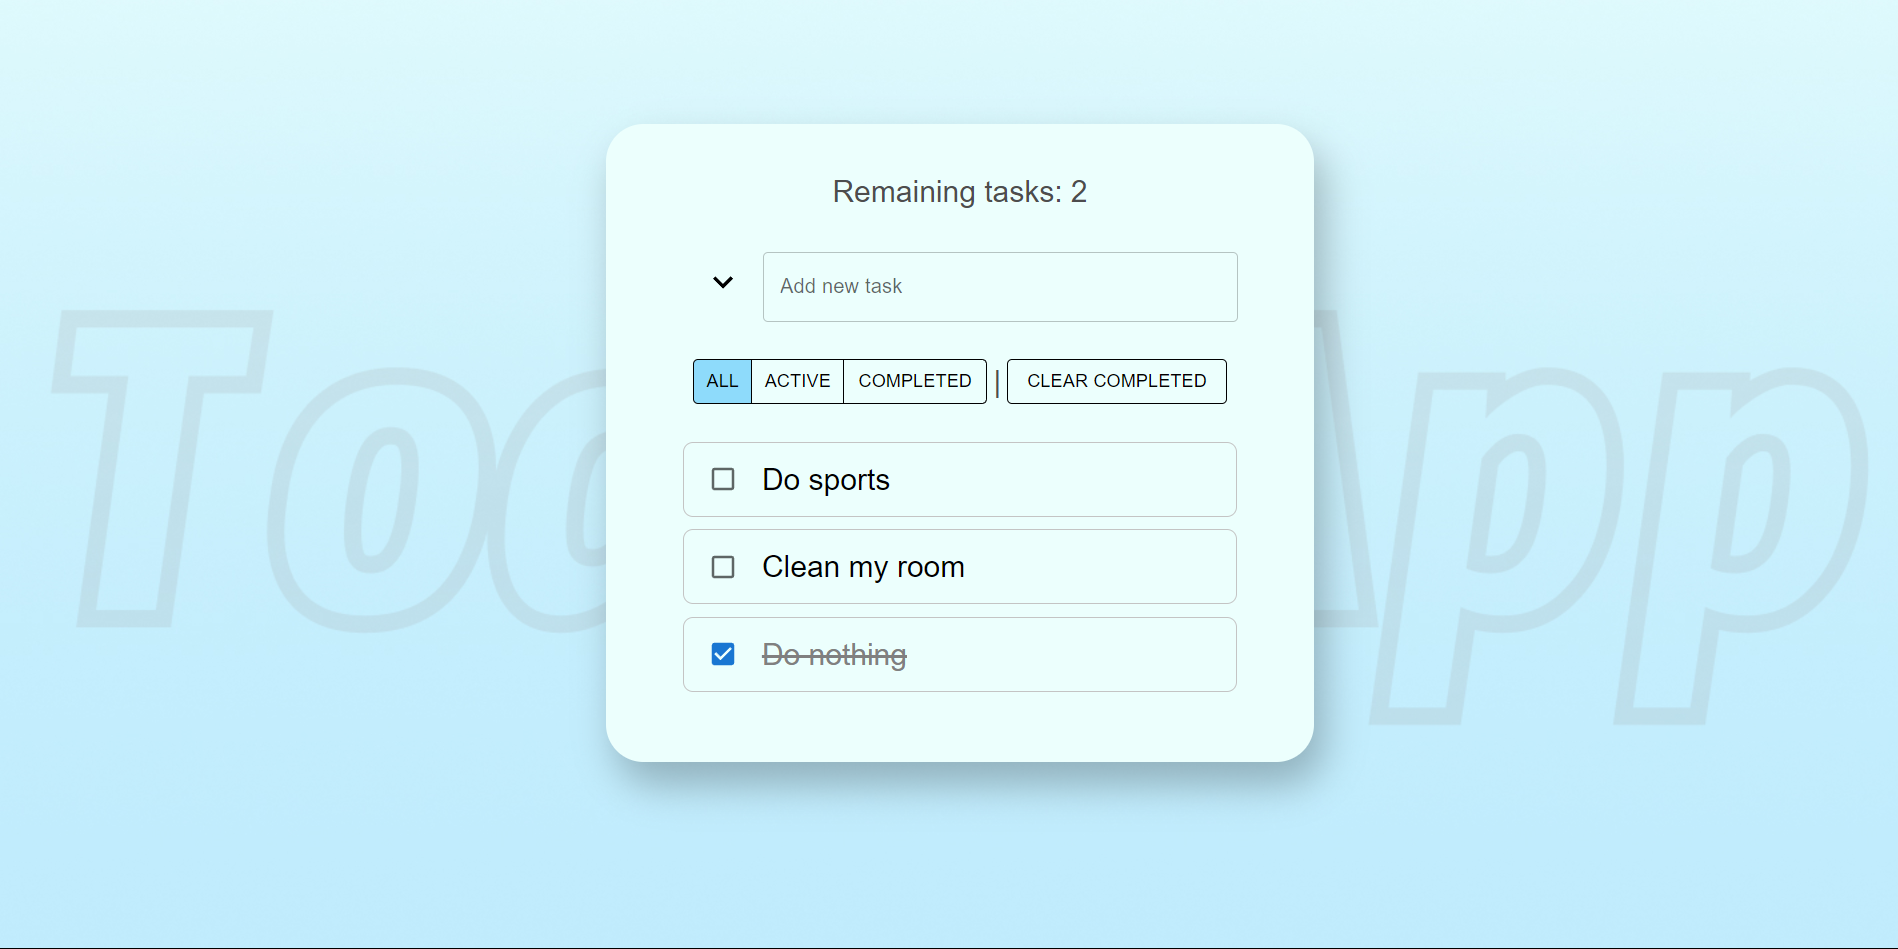 Remaining tasks: 2
Add new task
ALL ACTIVE COMPLETED | CLEAR COMPLETED
Do sports
Clean my room
Do nothing